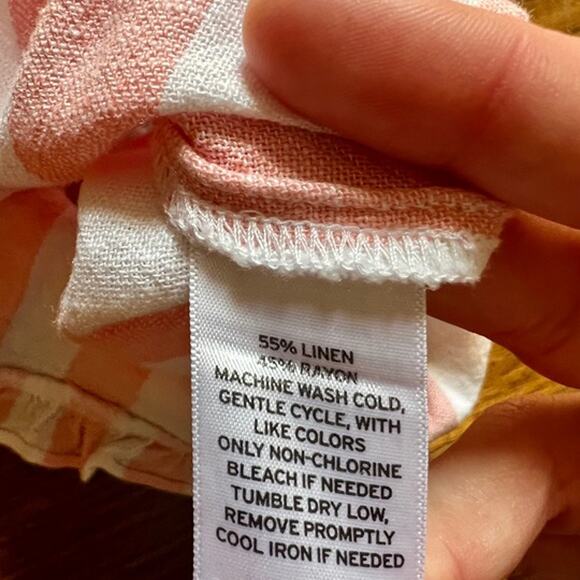 55% LINEN
45% RAYON
MACHINE WASH COLD,
GENTLE CYCLE, WITH
LIKE COLORS
ONLY NON-CHLORINE
BLEACH IF NEEDED
TUMBLE DRY LOW,
REMOVE PROMPTLY
COOL IRON IF NEEDED